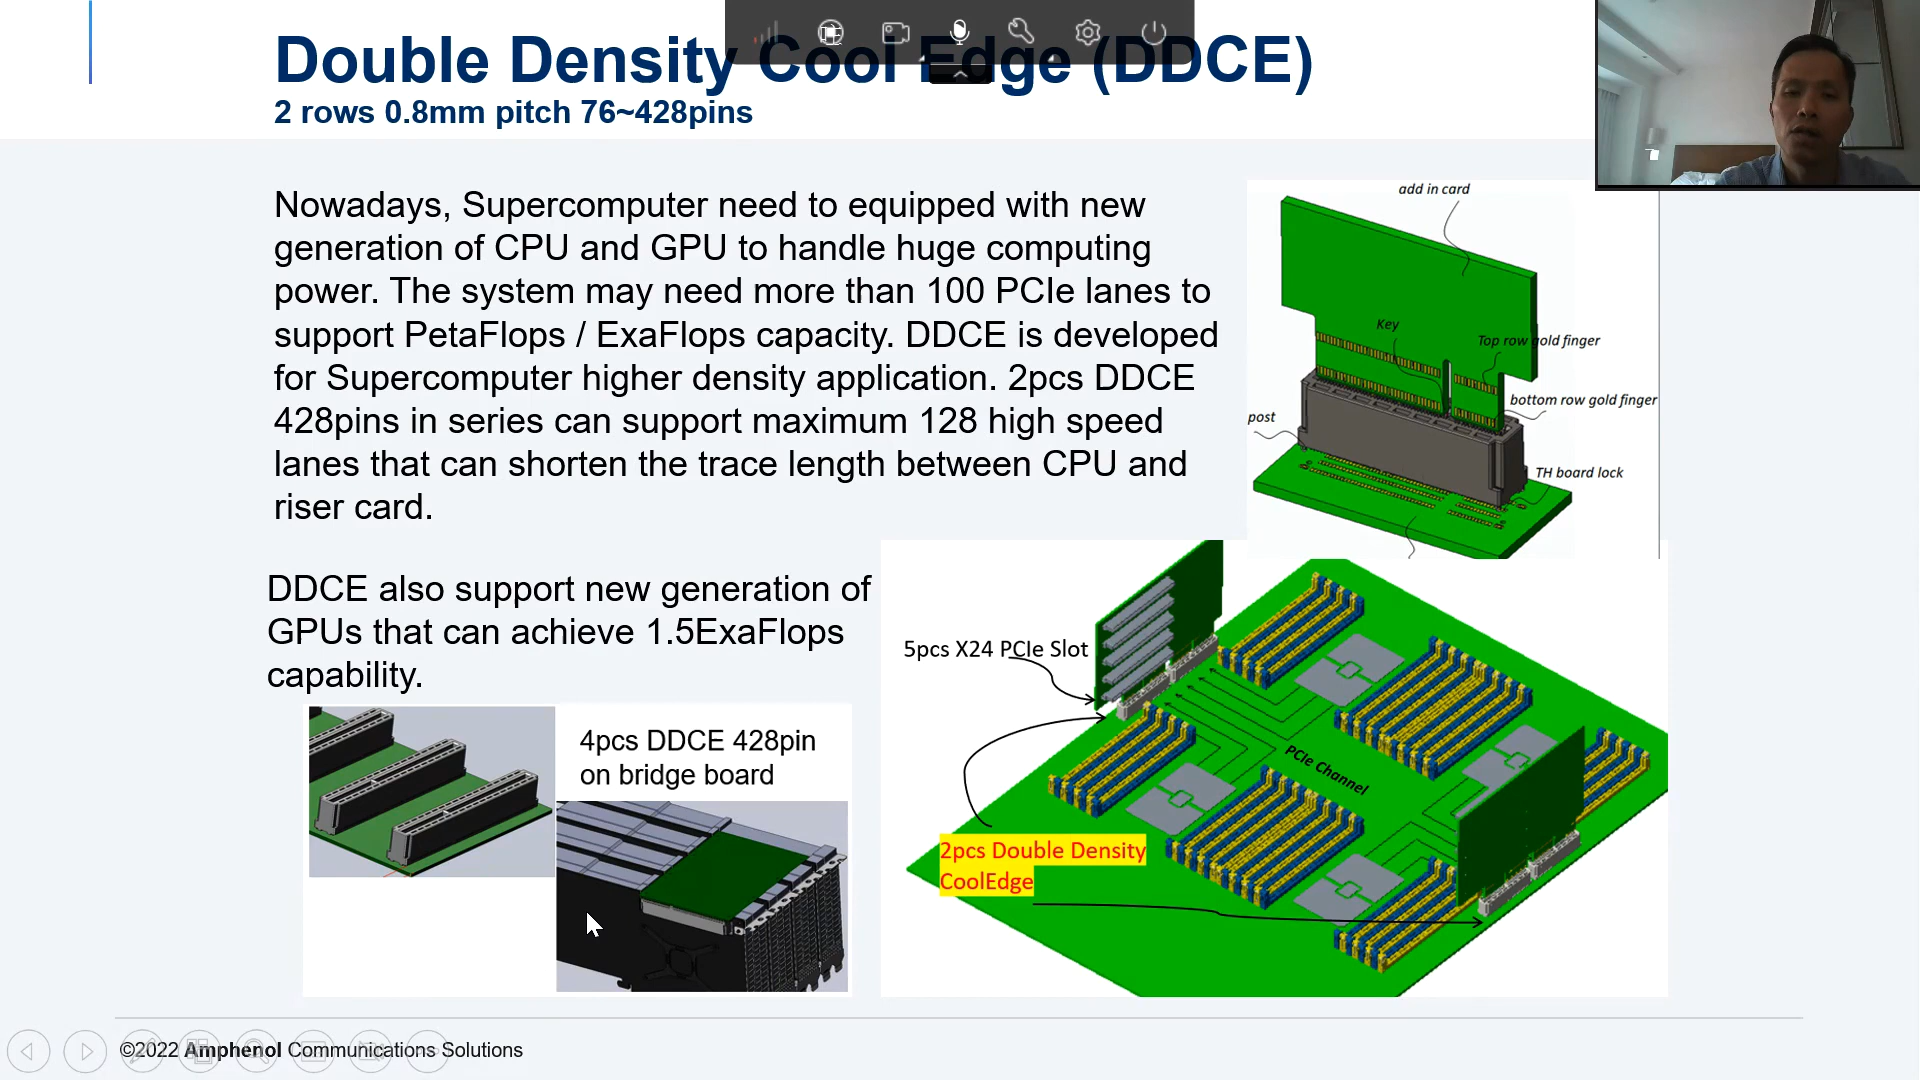 Double Density Cool Edge (DDCE)
2 rows 0.8mm pitch 76~428pins
Nowadays, Supercomputer need to equipped with new
generation of CPU and GPU to handle huge computing
power. The system may need more than 100 PCIe lanes to
support PetaFlops / ExaFlops capacity. DDCE is developed
for Supercomputer higher density application. 2pcs DDCE
428pins in series can support maximum 128 high speed
lanes that can shorten the trace length between CPU and
riser card.
add in card
Key
Top row gold finger
bottom row gold finger
post
TH board lock
DDCE also support new generation of
GPUs that can achieve 1.5ExaFlops
capability.
4pcs DDCE 428pin
on bridge board
5pcs X24 PCIe Slot
PCIe Channel
2pcs Double Density
CoolEdge
©2022 Amphenol Communications Solutions